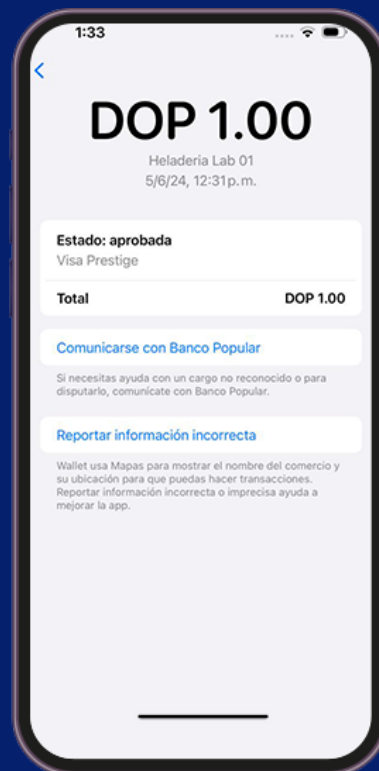 1:33
DOP 1.00
Heladeria Lab 01
5/6/24, 12:31 p. m.
Estado: aprobada
Visa Prestige
Total DOP 1.00
Comunicarse con Banco Popular
Si necesitas ayuda con un cargo no reconocido o para
disputarlo, comunícate con Banco Popular.
Reportar información incorrecta
Wallet usa Mapas para mostrar el nombre del comercio y
su ubicación para que puedas hacer transacciones.
Reportar información incorrecta o imprecisa ayuda a
mejorar la app.